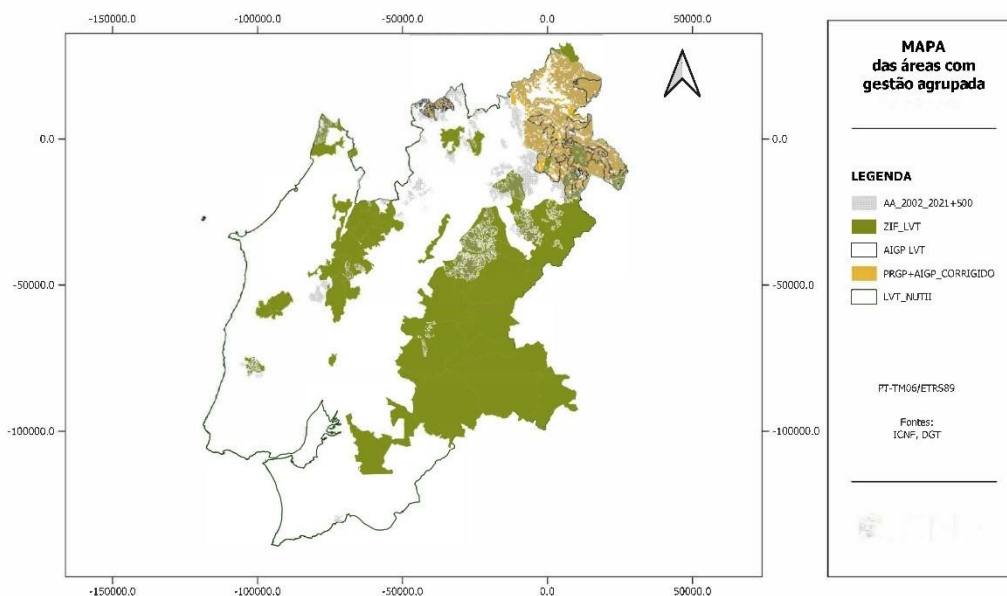 -150000.0 -100000.0 -50000.0 0.0 50000.0
0.0 0.0
-50000.0 -50000.0
-100000.0 -100000.0
-150000.0 -100000.0 -50000.0 0.0 50000.0
MAPA
das áreas com
gestão agrupada
LEGENDA
AA_2002_2021+500
ZIF_LVT
AIGP LVT
PRGP+AIGP_CORRIGIDO
LVT_NUTII
PT-TM06/ETRS89
Fontes:
ICNF, DGT